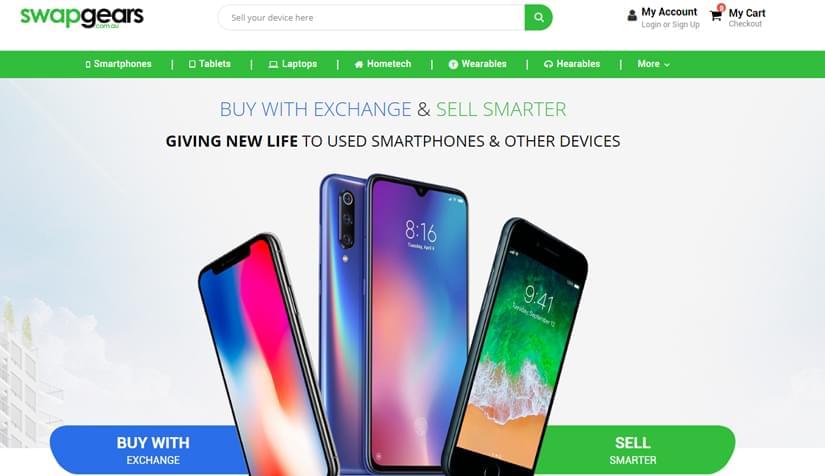 swapgears
.com.au
Sell your device here
My Account
Login or Sign Up
0
My Cart
Checkout
Smartphones | Tablets | Laptops | Hometech | Wearables | Hearables | More
BUY WITH EXCHANGE & SELL SMARTER
GIVING NEW LIFE TO USED SMARTPHONES & OTHER DEVICES
8:16
Tuesday, April 9
9:41
Tuesday, September 12
BUY WITH
EXCHANGE
SELL
SMARTER